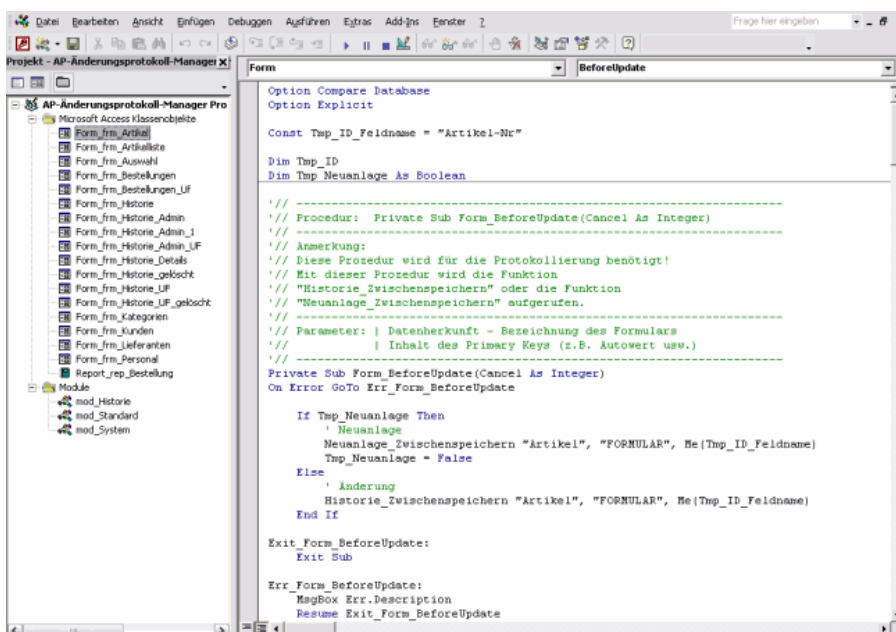 Datei Bearbeiten Ansicht Einfügen Debuggen Ausführen Extras Add-Ins Fenster ? Frage hier eingeben
Projekt - AP-Änderungsprotokoll-Manager X
Form
BeforeUpdate
AP-Änderungsprotokoll-Manager Pro
Microsoft Access Klassenobjekte
Form_frm_Artikel
Form_frm_Artikelliste
Form_frm_Auswahl
Form_frm_Bestellungen
Form_frm_Bestellungen_Uf
Form_frm_Historie
Form_frm_Historie_Admin
Form_frm_Historie_Admin_1
Form_frm_Historie_Admin_UF
Form_frm_Historie_Details
Form_frm_Historie_gelöscht
Form_frm_Historie_UF
Form_frm_Historie_UF_gelöscht
Form_frm_Kategorien
Form_frm_Kunden
Form_frm_Lieferanten
Form_frm_Personal
Report_rep_Bestellung
Module
mod_Historie
mod_Standard
mod_System
Option Compare Database
Option Explicit
Const Tmp_ID_Feldname = "Artikel-Nr"
Dim Tmp_ID
Dim Tmp_Neuanlage As Boolean
'// ----------------------------------------------------------------------
'// Procedur: Private Sub Form_BeforeUpdate(Cancel As Integer)
'// ----------------------------------------------------------------------
'// Anmerkung:
'// Diese Prozedur wird für die Protokollierung benötigt!
'// Mit dieser Prozedur wird die Funktion
'// "Historie_Zwischenspeichern" oder die Funktion
'// "Neuanlage_Zwischenspeichern" aufgerufen.
'// ----------------------------------------------------------------------
'// Parameter: | Datenherkunft - Bezeichnung des Formulars
'// | Inhalt des Primary Keys (z.B. Autowert usw.)
'// ----------------------------------------------------------------------
Private Sub Form_BeforeUpdate(Cancel As Integer)
On Error GoTo Err_Form_BeforeUpdate
If Tmp_Neuanlage Then
' Neuanlage
Neuanlage_Zwischenspeichern "Artikel", "FORMULAR", Me(Tmp_ID_Feldname)
Tmp_Neuanlage = False
Else
' Änderung
Historie_Zwischenspeichern "Artikel", "FORMULAR", Me(Tmp_ID_Feldname)
End If
Exit_Form_BeforeUpdate:
Exit Sub
Err_Form_BeforeUpdate:
MsgBox Err.Description
Resume Exit_Form_BeforeUpdate